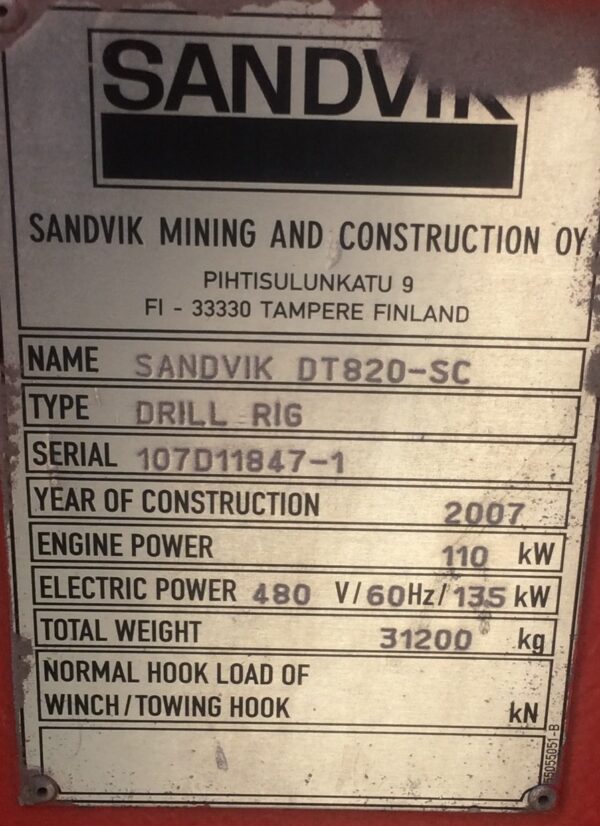 SANDVIK
SANDVIK MINING AND CONSTRUCTION OY
PIHTISULUNKATU 9
FI - 33330 TAMPERE FINLAND
NAME SANDVIK DT820-SC
TYPE DRILL RIG
SERIAL 107D11847-1
YEAR OF CONSTRUCTION 2007
ENGINE POWER 110 kW
ELECTRIC POWER 480 V/60Hz/135 kW
TOTAL WEIGHT 31200 kg
NORMAL HOOK LOAD OF
WINCH/TOWING HOOK kN